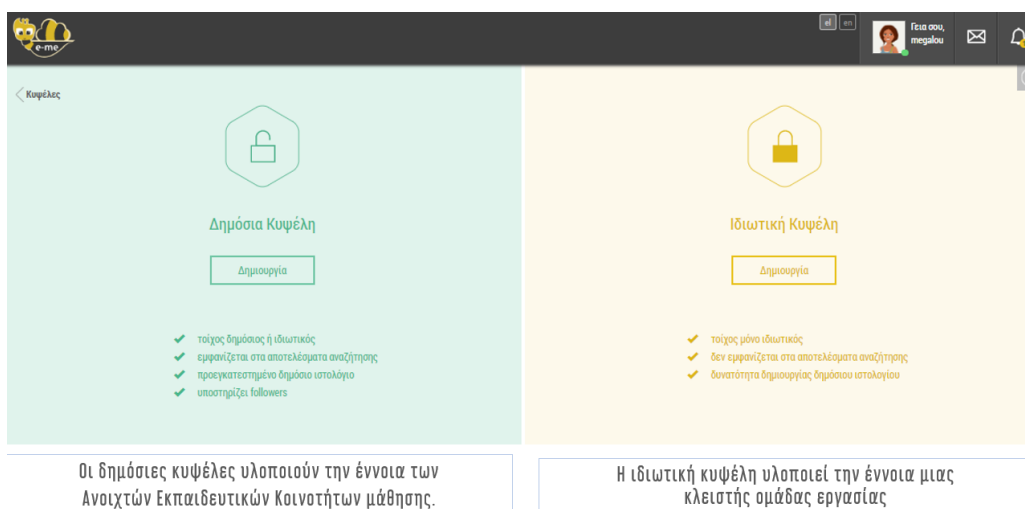 e-me
el en
Γεια σου,
megalou
Κυψέλες
Δημόσια Κυψέλη
Δημιουργία
τοίχος δημόσιος ή ιδιωτικός
εμφανίζεται στα αποτελέσματα αναζήτησης
προεγκατεστημένο δημόσιο ιστολόγιο
υποστηρίζει followers
Ιδιωτική Κυψέλη
Δημιουργία
τοίχος μόνο ιδιωτικός
δεν εμφανίζεται στα αποτελέσματα αναζήτησης
δυνατότητα δημιουργίας δημόσιου ιστολογίου
Οι δημόσιες κυψέλες υλοποιούν την έννοια των
Ανοιχτών Εκπαιδευτικών Κοινοτήτων μάθησης.
Η ιδιωτική κυψέλη υλοποιεί την έννοια μιας
κλειστής ομάδας εργασίας